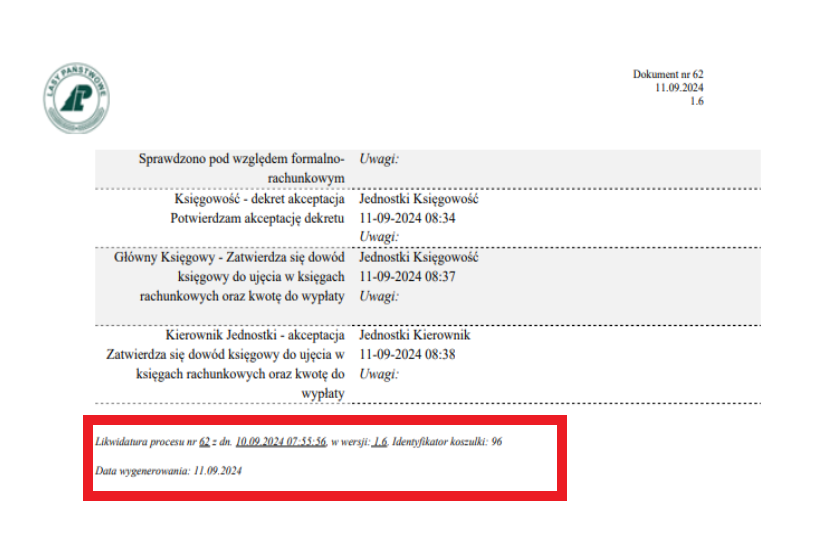 LASY PAŃSTWOWE
Dokument nr 62
11.09.2024
1.6
Sprawdzono pod względem formalno- Uwagi:
rachunkowym
Księgowość - dekret akceptacja Jednostki Księgowość
Potwierdzam akceptację dekretu 11-09-2024 08:34
Uwagi:
Główny Księgowy - Zatwierdza się dowód Jednostki Księgowość
księgowy do ujęcia w księgach 11-09-2024 08:37
rachunkowych oraz kwotę do wypłaty Uwagi:
Kierownik Jednostki - akceptacja Jednostki Kierownik
Zatwierdza się dowód księgowy do ujęcia w 11-09-2024 08:38
księgach rachunkowych oraz kwotę do Uwagi:
wypłaty
Likwidatura procesu nr 62 z dn. 10.09.2024 07:55:56, w wersji: 1.6. Identyfikator koszulki: 96
Data wygenerowania: 11.09.2024